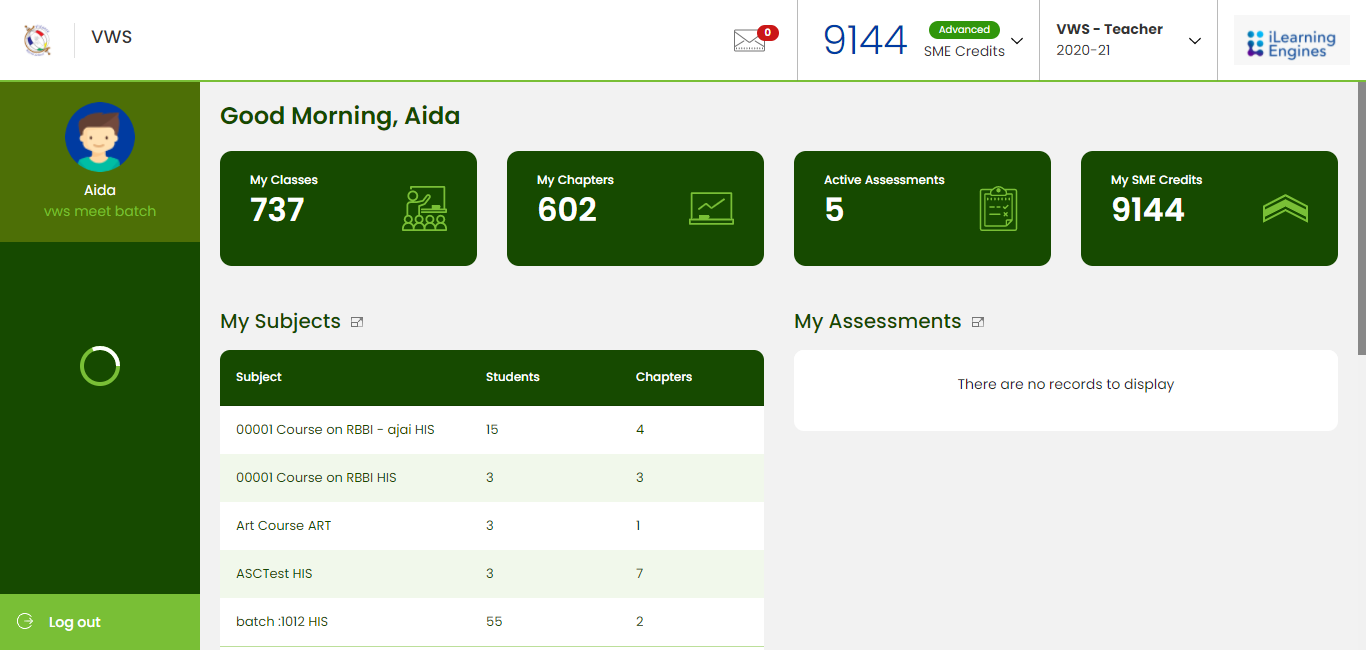 VWS
0
9144
Advanced
SME Credits
VWS - Teacher
2020-21
iLearning
Engines
Aida
vws meet batch
Log out
Good Morning, Aida
My Classes
737
My Chapters
602
Active Assessments
5
My SME Credits
9144
My Subjects
Subject Students Chapters
00001 Course on RBBI - ajai HIS 15 4
00001 Course on RBBI HIS 3 3
Art Course ART 3 1
ASCTest HIS 3 7
batch :1012 HIS 55 2
My Assessments
There are no records to display